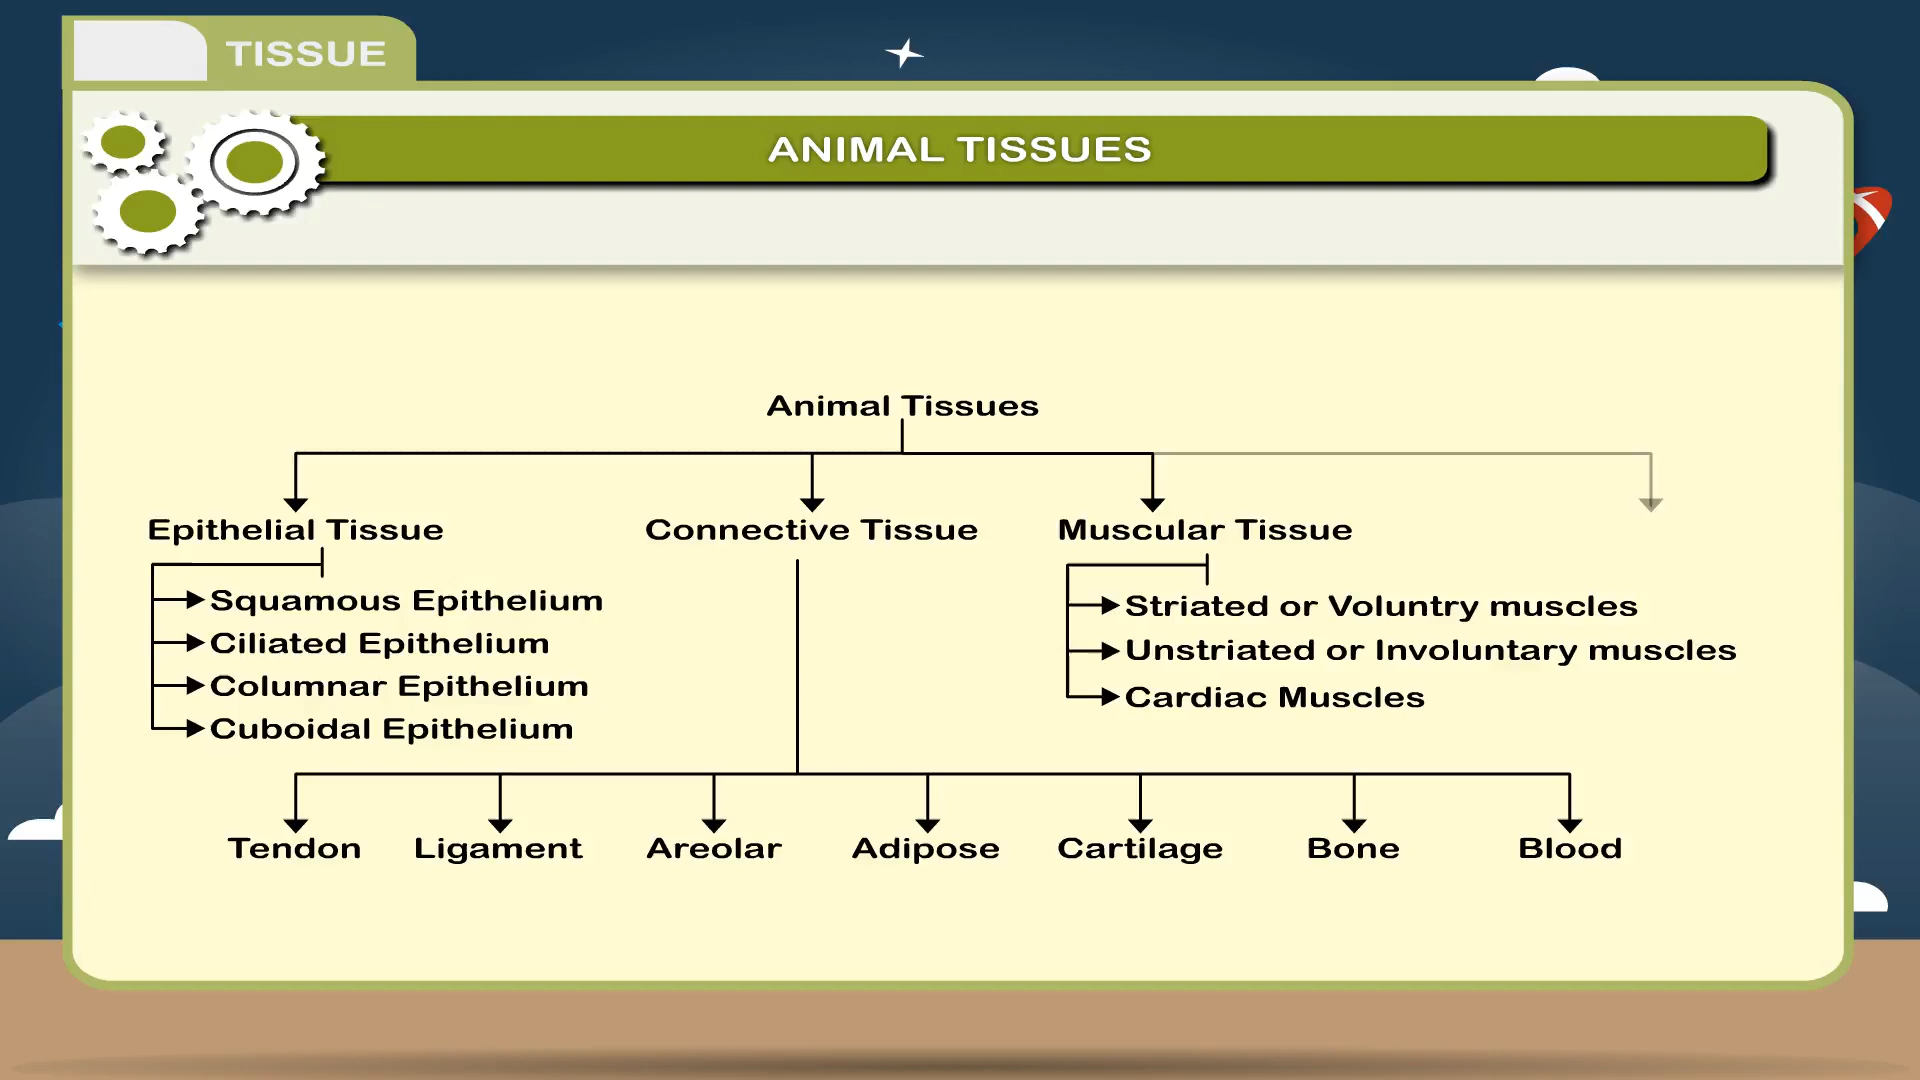 TISSUE
ANIMAL TISSUES
Animal Tissues
Epithelial Tissue
Connective Tissue
Muscular Tissue
Squamous Epithelium
Ciliated Epithelium
Columnar Epithelium
Cuboidal Epithelium
Striated or Voluntry muscles
Unstriated or Involuntary muscles
Cardiac Muscles
Tendon
Ligament
Areolar
Adipose
Cartilage
Bone
Blood